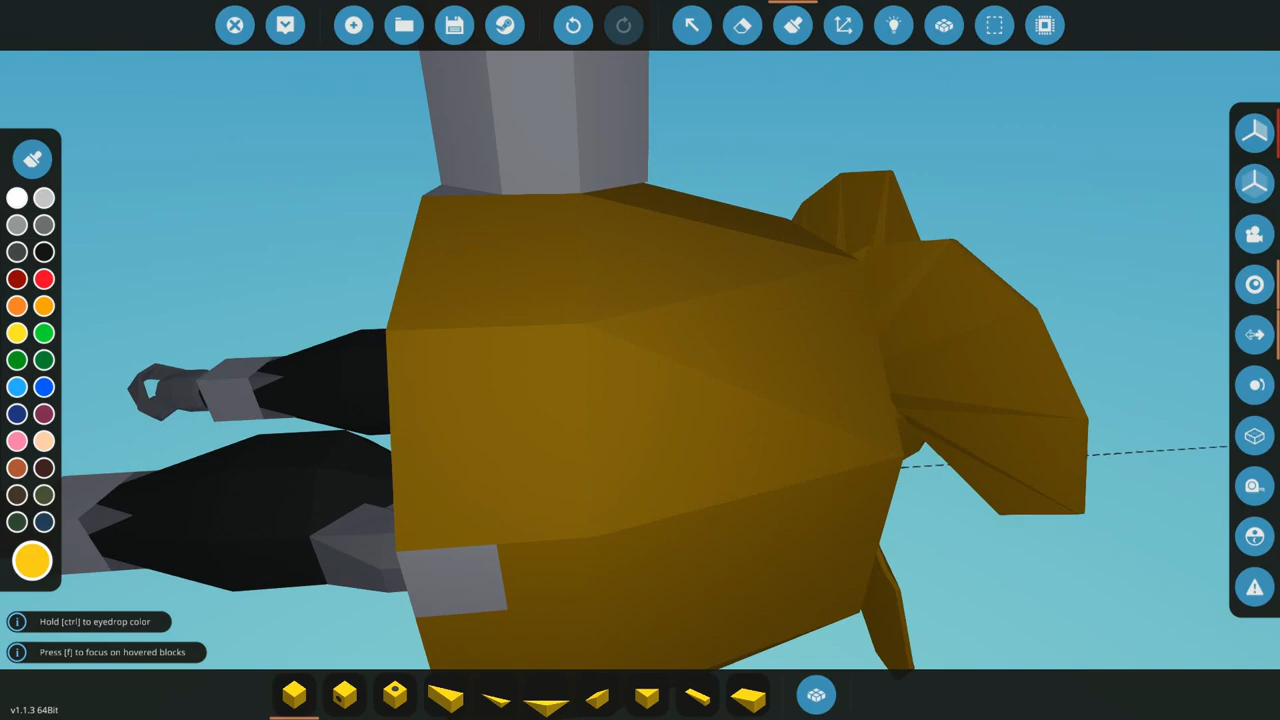 Hold [ctrl] to eyedrop color
Press [f] to focus on hovered blocks
v1.1.3 64Bit